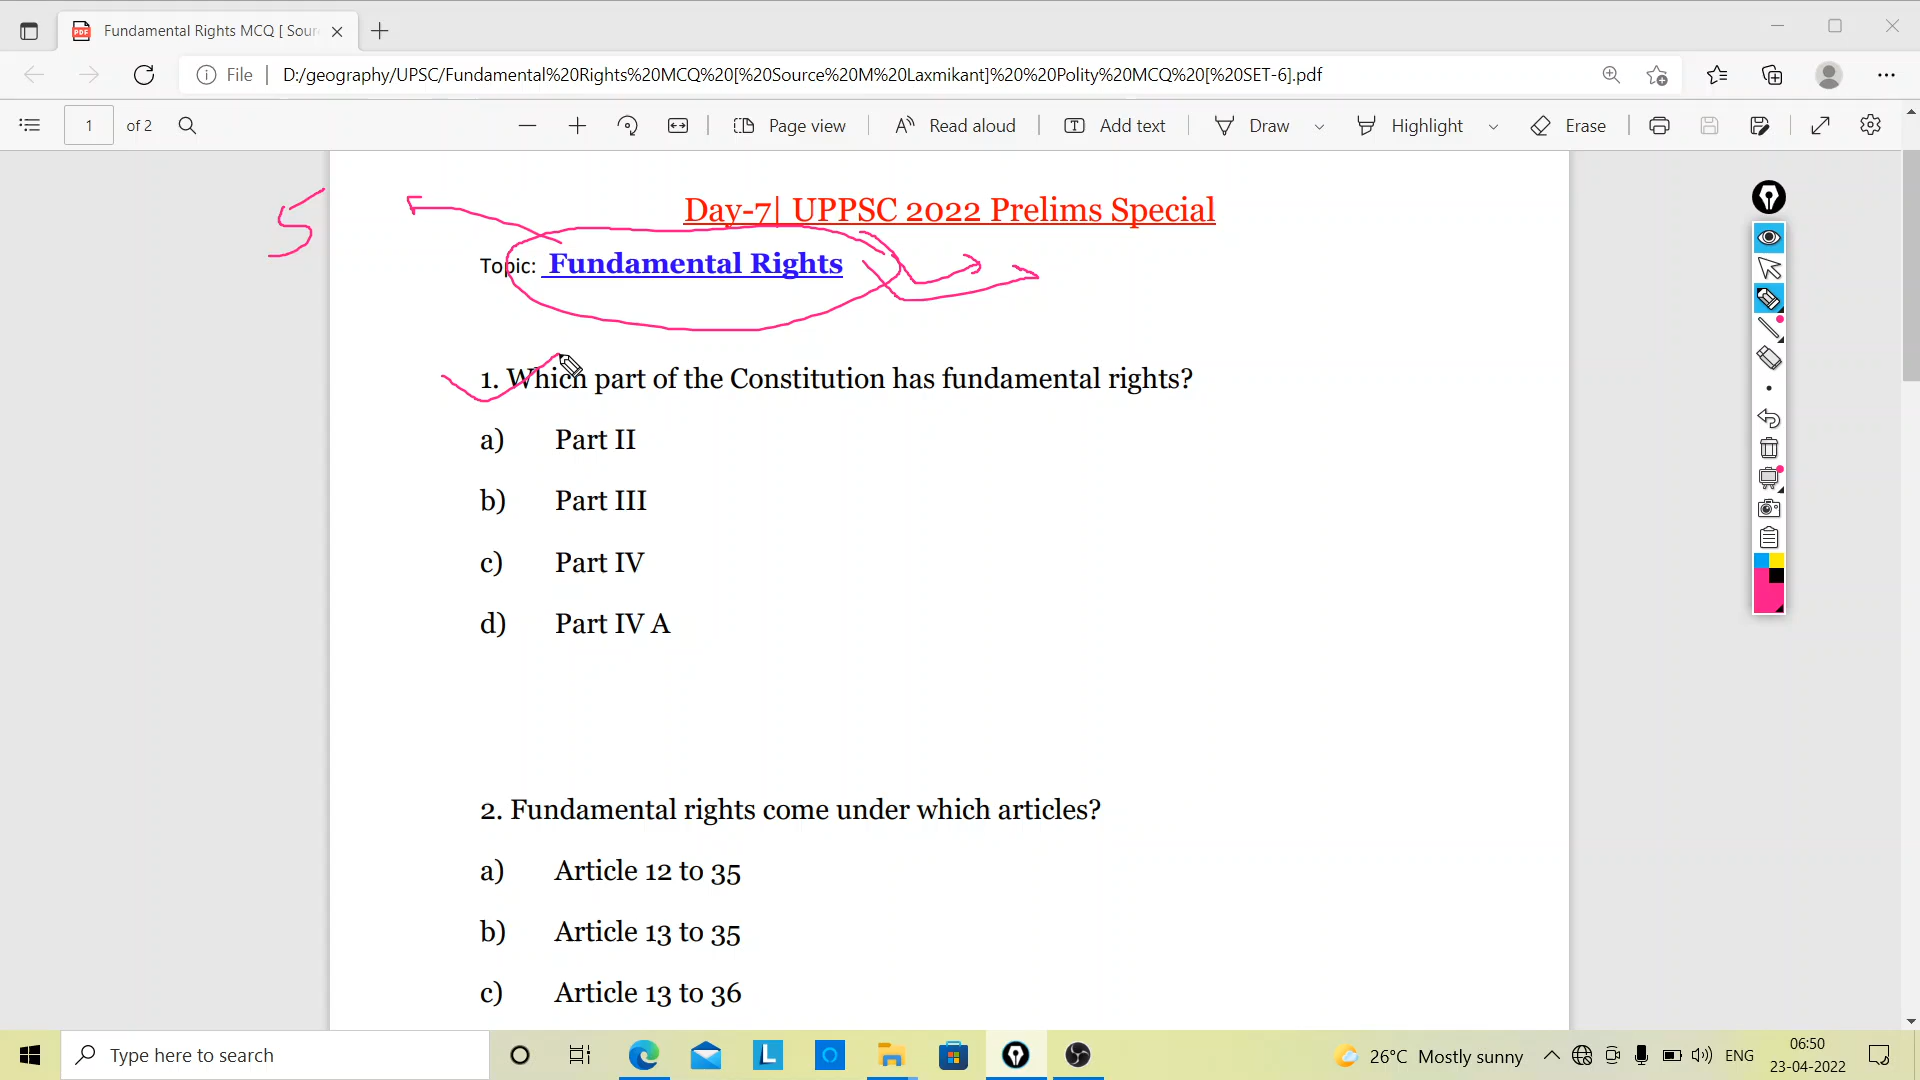 Fundamental Rights MCQ [ Sour
File
D:/geography/UPSC/Fundamental%20Rights%20MCQ%20[%20Source%20M%20Laxmikant]%20%20Polity%20MCQ%20[%20SET-6].pdf
1 of 2
Page view
Read aloud
Add text
Draw
Highlight
Erase
5
Day-7| UPPSC 2022 Prelims Special
Topic: Fundamental Rights
1. Which part of the Constitution has fundamental rights?
a) Part II
b) Part III
c) Part IV
d) Part IV A
2. Fundamental rights come under which articles?
a) Article 12 to 35
b) Article 13 to 35
c) Article 13 to 36
Type here to search
L
26°C Mostly sunny
ENG
06:50
23-04-2022